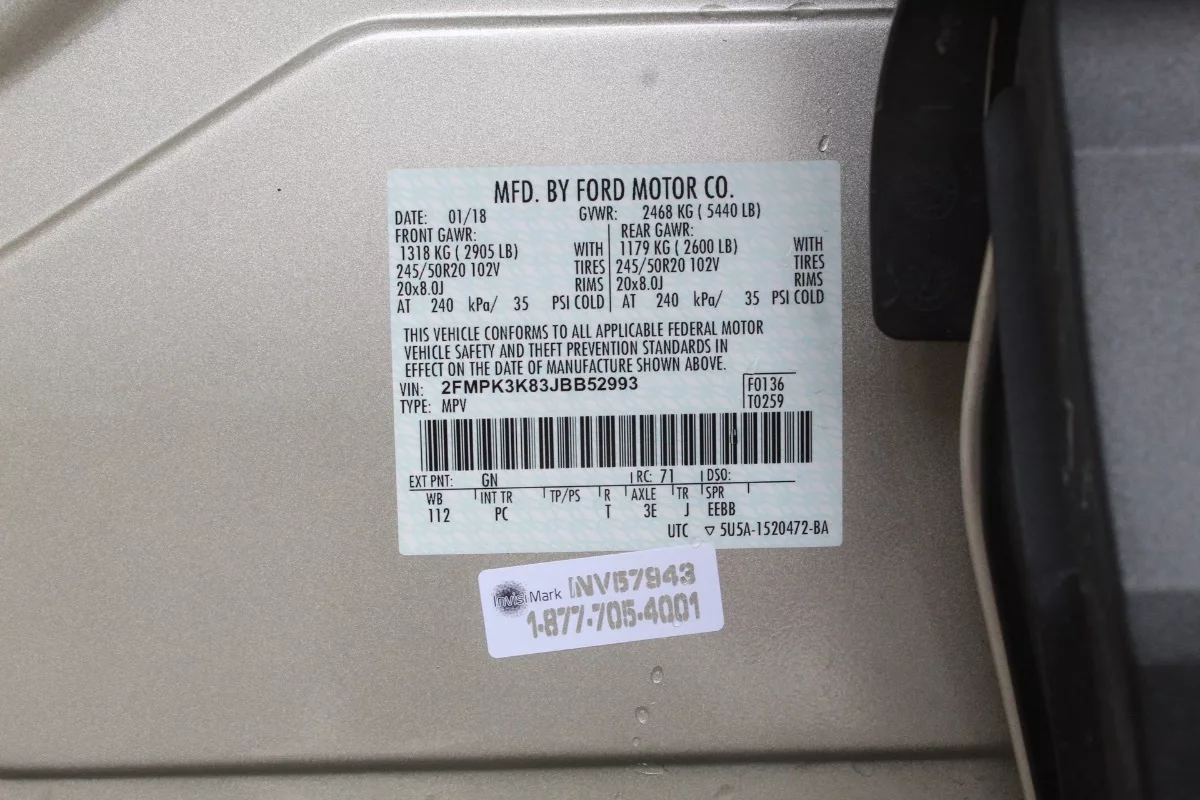 MFD. BY FORD MOTOR CO.
DATE: 01/18 GVWR: 2468 KG ( 5440 LB)
FRONT GAWR: REAR GAWR:
1318 KG ( 2905 LB) WITH 1179 KG ( 2600 LB) WITH
245/50R20 102V TIRES 245/50R20 102V TIRES
20x8.0J RIMS 20x8.0J RIMS
AT 240 kPa/ 35 PSI COLD AT 240 kPa/ 35 PSI COLD
THIS VEHICLE CONFORMS TO ALL APPLICABLE FEDERAL MOTOR
VEHICLE SAFETY AND THEFT PREVENTION STANDARDS IN
EFFECT ON THE DATE OF MANUFACTURE SHOWN ABOVE.
VIN: 2FMPK3K83JBB52993 F0136
TYPE: MPV T0259
EXT PNT: GN RC: 71 DSO:
WB INT TR TP/PS R AXLE TR SPR
112 PC T 3E J EEBB
UTC ▽ 5U5A-1520472-BA
InvisiMark INV57943
1-877-705-4001